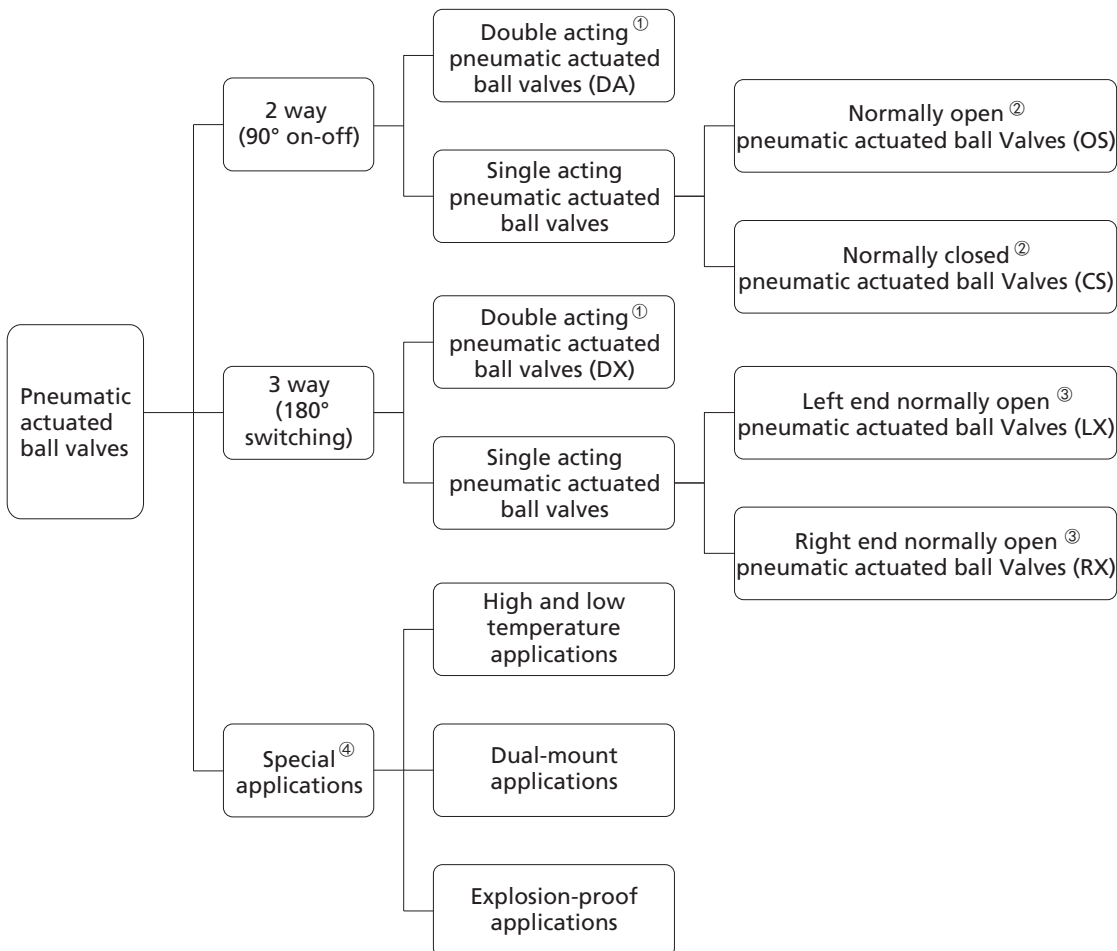 Pneumatic
actuated
ball valves
2 way
(90° on-off)
Double acting ①
pneumatic actuated
ball valves (DA)
Single acting
pneumatic actuated
ball valves
Normally open ②
pneumatic actuated ball Valves (OS)
Normally closed ②
pneumatic actuated ball Valves (CS)
3 way
(180°
switching)
Double acting ①
pneumatic actuated
ball valves (DX)
Single acting
pneumatic actuated
ball valves
Left end normally open ③
pneumatic actuated ball Valves (LX)
Right end normally open ③
pneumatic actuated ball Valves (RX)
Special ④
applications
High and low
temperature
applications
Dual-mount
applications
Explosion-proof
applications